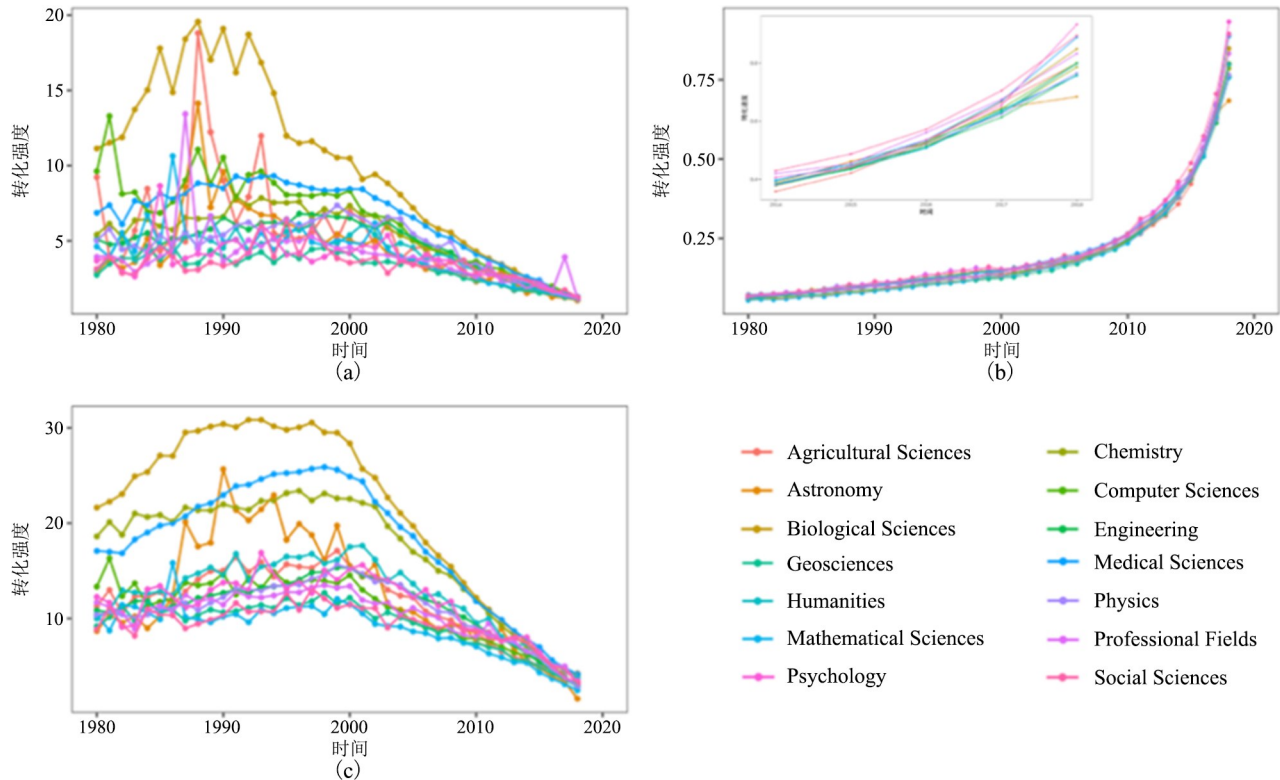 20
15
10
5
转化强度
1980 1990 2000 2010 2020
时间
(a)
0.75
0.50
0.25
转化强度
时间
1980 1990 2000 2010 2020
时间
(b)
30
20
10
转化强度
1980 1990 2000 2010 2020
时间
(c)
Agricultural Sciences
Astronomy
Biological Sciences
Geosciences
Humanities
Mathematical Sciences
Psychology
Chemistry
Computer Sciences
Engineering
Medical Sciences
Physics
Professional Fields
Social Sciences